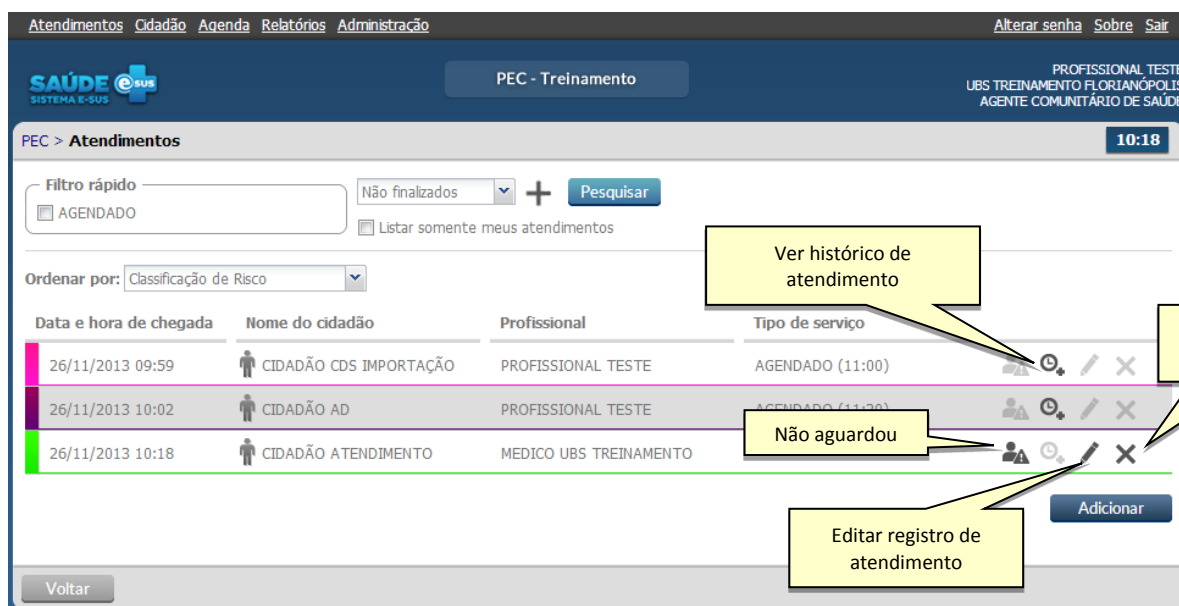 Atendimentos Cidadão Agenda Relatórios Administração Alterar senha Sobre Sair
SAÚDE e-sus
SISTEMA E-SUS
PEC - Treinamento
PROFISSIONAL TESTE
UBS TREINAMENTO FLORIANÓPOLIS
AGENTE COMUNITÁRIO DE SAÚDE
PEC > Atendimentos 10:18
Filtro rápido
AGENDADO
Não finalizados Pesquisar
Listar somente meus atendimentos
Ver histórico de
atendimento
Ordenar por: Classificação de Risco
Data e hora de chegada Nome do cidadão Profissional Tipo de serviço
26/11/2013 09:59 CIDADÃO CDS IMPORTAÇÃO PROFISSIONAL TESTE AGENDADO (11:00)
26/11/2013 10:02 CIDADÃO AD PROFISSIONAL TESTE AGENDADO (11:20)
Não aguardou
26/11/2013 10:18 CIDADÃO ATENDIMENTO MEDICO UBS TREINAMENTO
Adicionar
Editar registro de
atendimento
Voltar